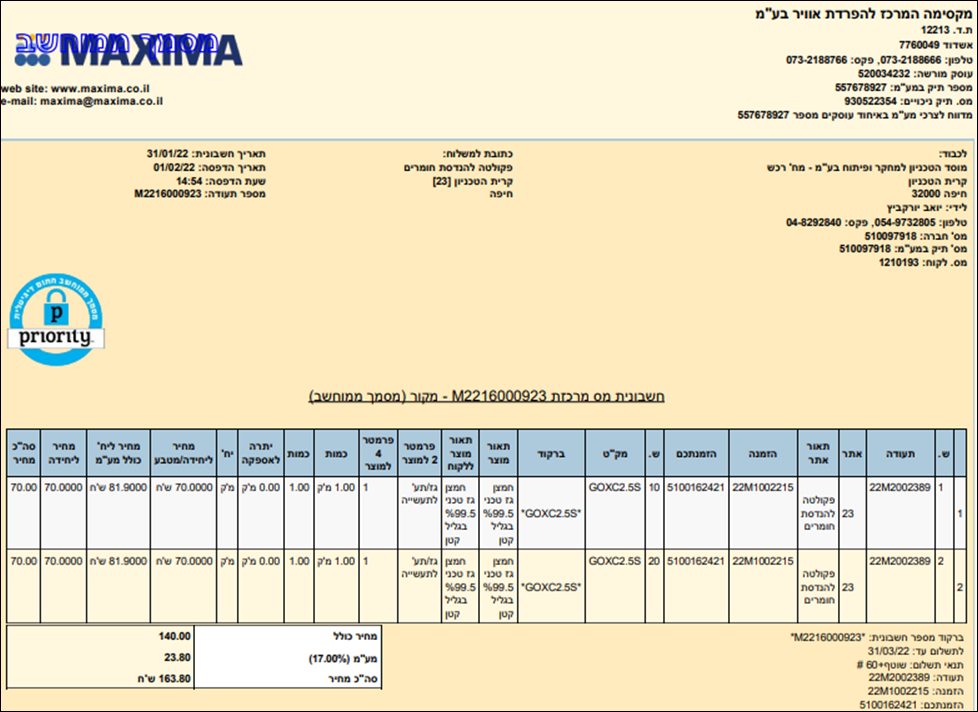 מקסימה המרכז להפרדת אוויר בע"מ
ת.ד. 12213
אשדוד 7760049
טלפון: 073-2188666, פקס: 073-2188766
עוסק מורשה: 520034232
מספר תיק במע"מ: 557678927
מס. תיק ניכויים: 930522354
מדווח לצרכי מע"מ באיחוד עוסקים מספר 557678927
מסמך ממוחשב
MAXIMA
web site: www.maxima.co.il
e-mail: maxima@maxima.co.il
לכבוד:
מוסד הטכניון למחקר ופיתוח בע"מ - מח' רכש
קרית הטכניון
חיפה 32000
לידי: יואב יורקביץ
טלפון: 054-9732805, פקס: 04-8292840
מס' חברה: 510097918
מס' תיק במע"מ: 510097918
מס. לקוח: 1210193
כתובת למשלוח:
פקולטה להנדסת חומרים
קרית הטכניון [23]
חיפה
תאריך חשבונית: 31/01/22
תאריך הדפסה: 01/02/22
שעת הדפסה: 14:54
מספר תעודה: M2216000923
מסמך ממוחשב חתום דיגיטלית
p
priority
חשבונית מס מרכזת M2216000923 - מקור (מסמך ממוחשב)
ש. תעודה אתר תאור אתר הזמנה הזמנתכם ש. מק"ט ברקוד תאור מוצר תאור מוצר ללקוח פרמטר 2 למוצר פרמטר 4 למוצר כמות כמות יתרה לאספקה יח' מחיר ליחידה/מטבע מחיר ליח' כולל מע"מ מחיר ליחידה סה"כ מחיר
1 1 22M2002389 23 פקולטה להנדסת חומרים 22M1002215 5100162421 10 GOXC2.5S *GOXC2.5S* חמצן גז טכני 99.5% בגליל קטן חמצן גז טכני 99.5% בגליל קטן גז/תע' לתעשייה 1 1.00 מ'ק 1.00 0.00 מ'ק מ'ק 70.0000 ש'ח 81.9000 ש'ח 70.0000 70.00
2 2 22M2002389 23 פקולטה להנדסת חומרים 22M1002215 5100162421 20 GOXC2.5S *GOXC2.5S* חמצן גז טכני 99.5% בגליל קטן חמצן גז טכני 99.5% בגליל קטן גז/תע' לתעשייה 1 1.00 מ'ק 1.00 0.00 מ'ק מ'ק 70.0000 ש'ח 81.9000 ש'ח 70.0000 70.00
מחיר כולל 140.00
מע"מ (17.00%) 23.80
סה"כ מחיר 163.80 ש'ח
ברקוד מספר חשבונית: *M2216000923*
לתשלום עד: 31/03/22
תנאי תשלום: שוטף+60 #
תעודה: 22M2002389
הזמנה: 22M1002215
הזמנתכם: 5100162421